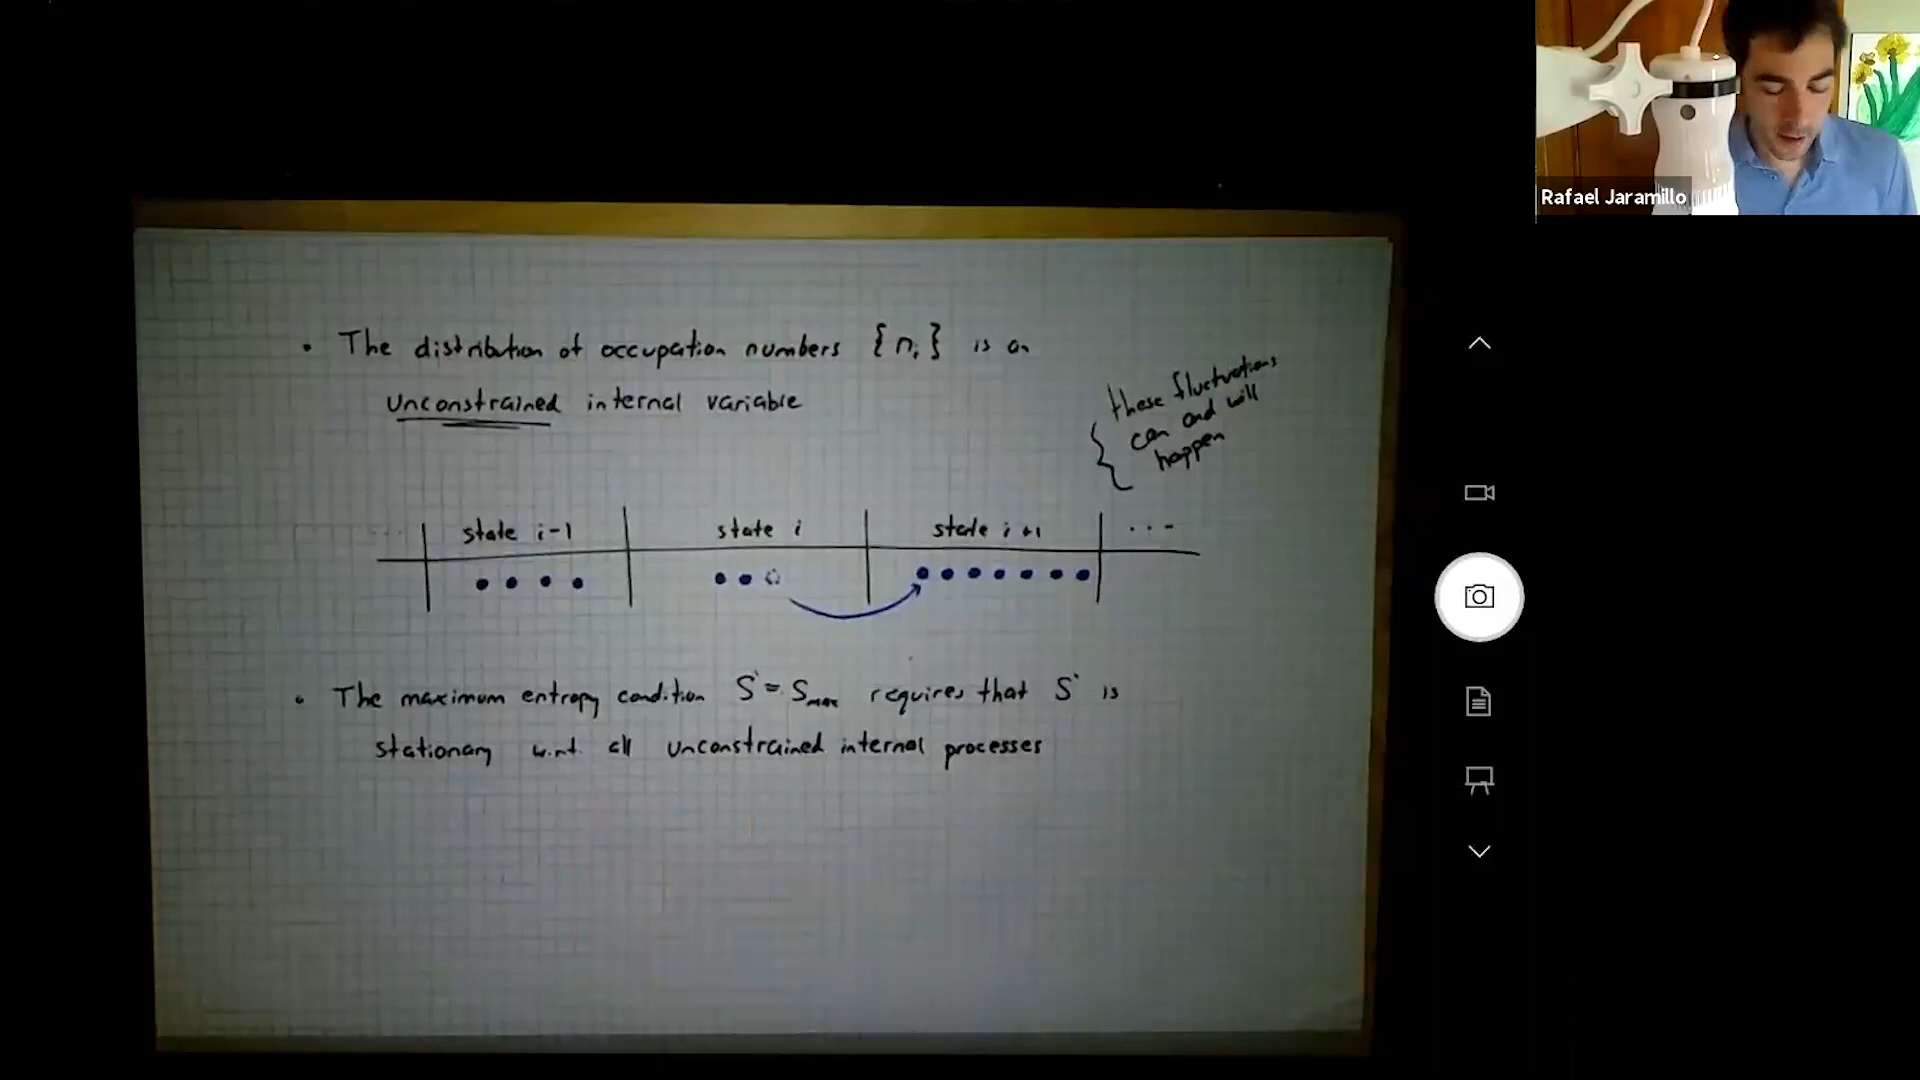 Rafael Jaramillo
• The distribution of occupation numbers {nᵢ} is an
unconstrained internal variable
these fluctuations
can and will
happen
... state i-1 state i state i+1 ...
• The maximum entropy condition S = Smax requires that S is
stationary w.r.t. all unconstrained internal processes